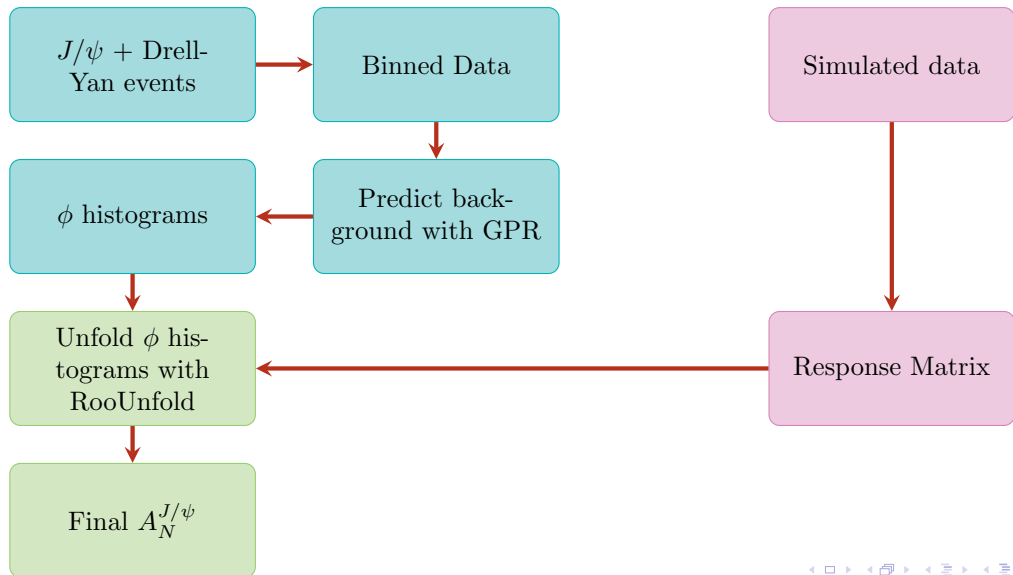 J/ψ + Drell-
Yan events
Binned Data
Simulated data
ϕ histograms
Predict back-
ground with GPR
Unfold ϕ his-
tograms with
RooUnfold
Response Matrix
Final A_N^{J/ψ}